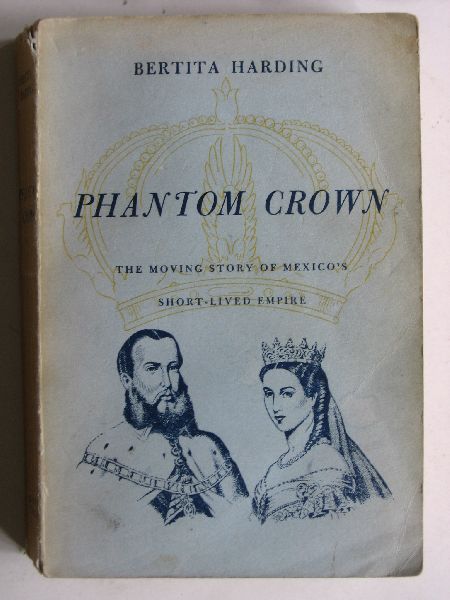 BERTITA HARDING
PHANTOM CROWN
THE MOVING STORY OF MEXICO'S
SHORT-LIVED EMPIRE